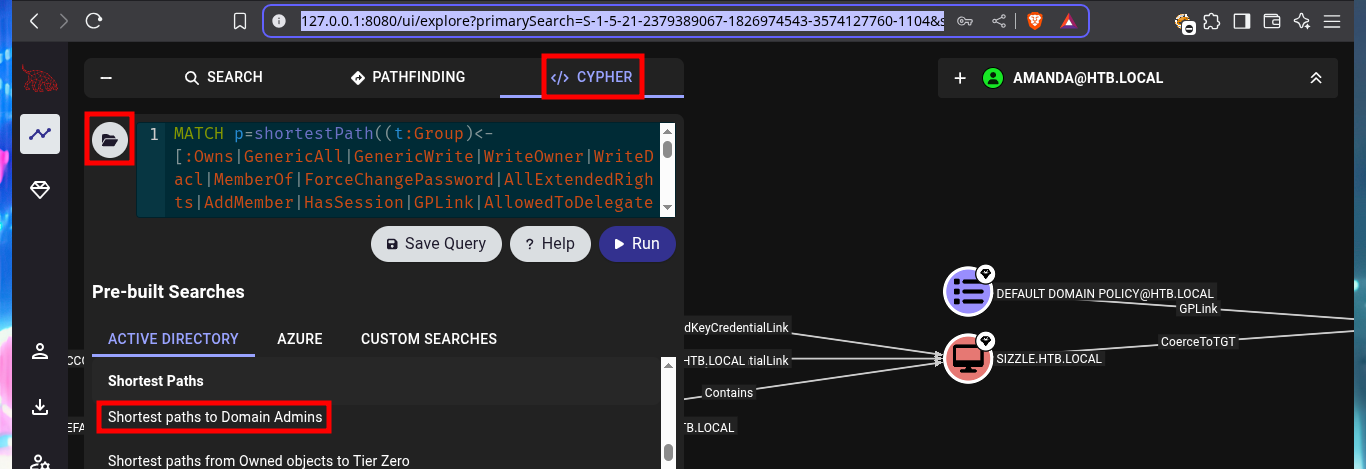 127.0.0.1:8080/ui/explore?primarySearch=S-1-5-21-2379389067-1826974543-3574127760-1104&s
SEARCH
PATHFINDING
</> CYPHER
AMANDA@HTB.LOCAL
1 MATCH p=shortestPath((t:Group)<-
[:Owns|GenericAll|GenericWrite|WriteOwner|WriteD
acl|MemberOf|ForceChangePassword|AllExtendedRigh
ts|AddMember|HasSession|GPLink|AllowedToDelegate
Save Query
? Help
Run
Pre-built Searches
ACTIVE DIRECTORY
AZURE
CUSTOM SEARCHES
Shortest Paths
Shortest paths to Domain Admins
Shortest paths from Owned objects to Tier Zero
DEFAULT DOMAIN POLICY@HTB.LOCAL
GPLink
dKeyCredentialLink
CoerceToTGT
HTB.LOCAL
tialLink
SIZZLE.HTB.LOCAL
Contains
TB.LOCAL